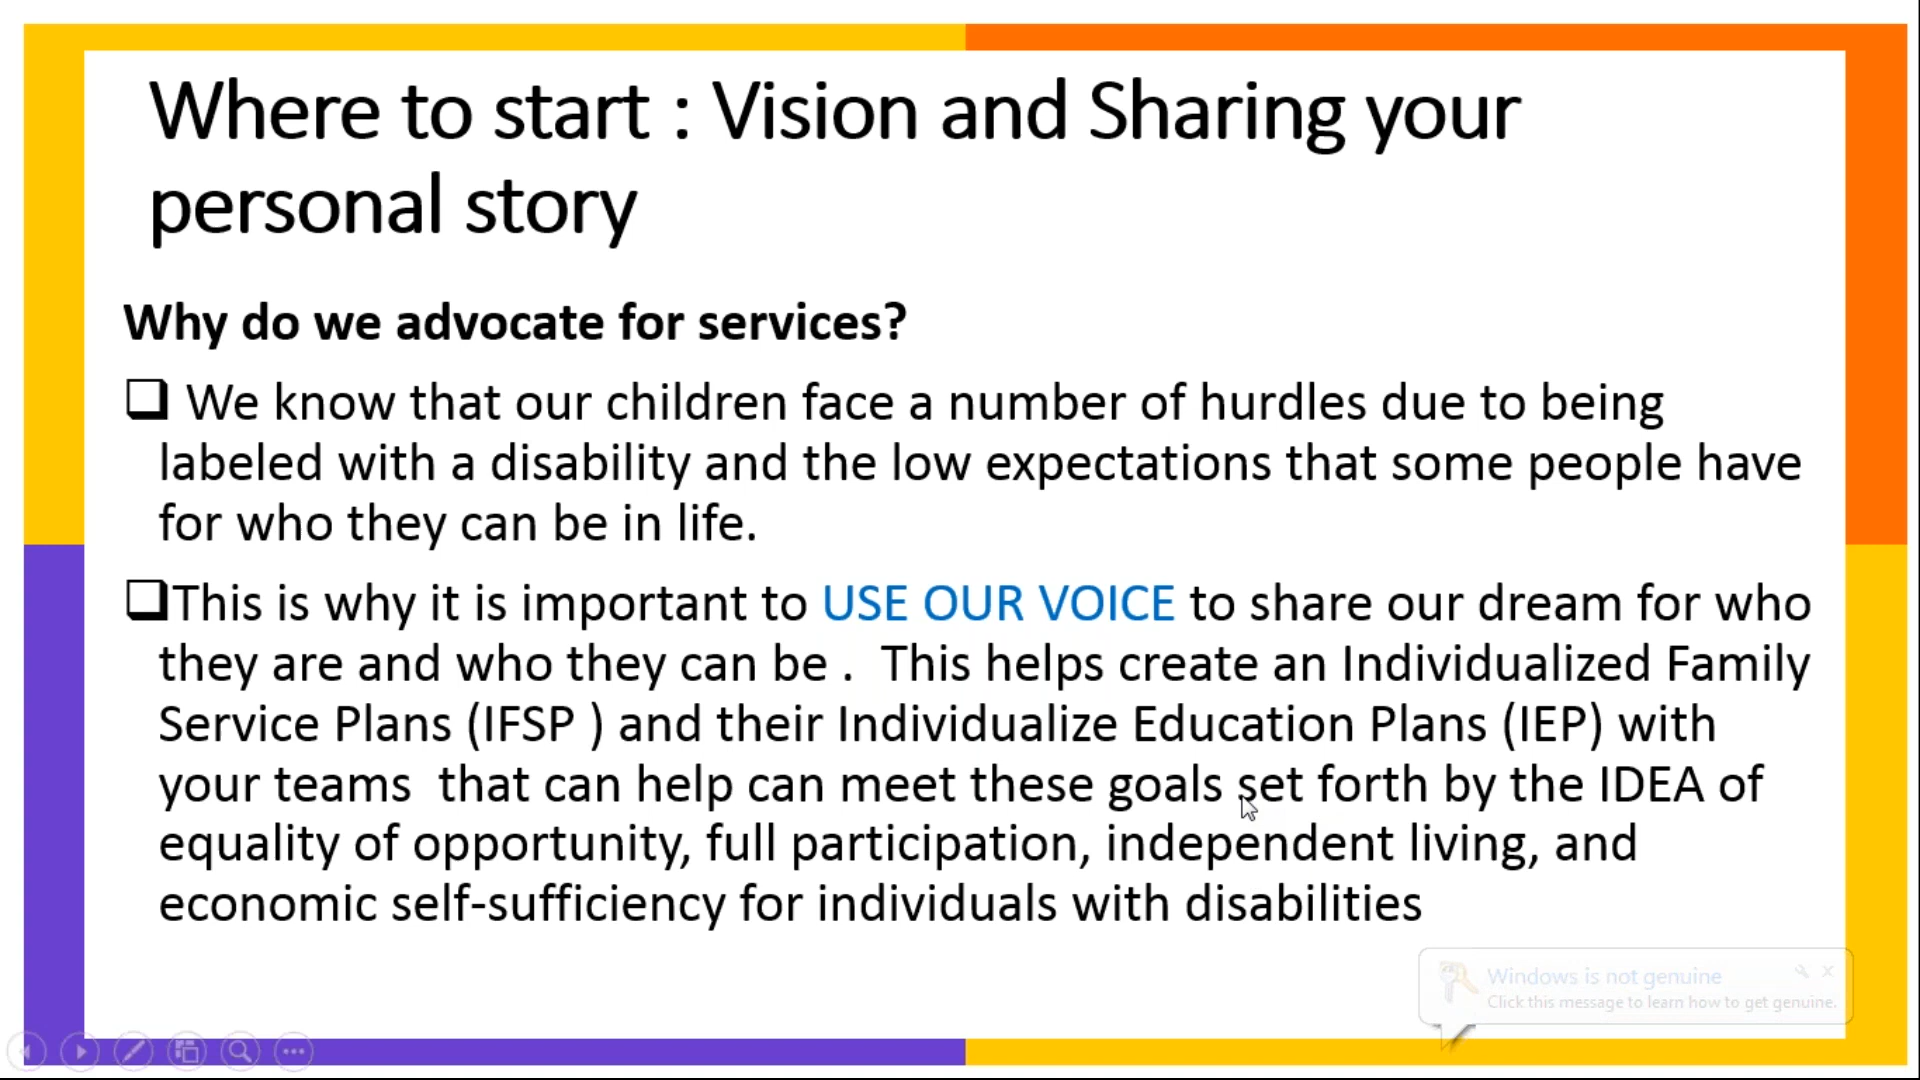 Where to start : Vision and Sharing your
personal story
Why do we advocate for services?
We know that our children face a number of hurdles due to being
labeled with a disability and the low expectations that some people have
for who they can be in life.
This is why it is important to USE OUR VOICE to share our dream for who
they are and who they can be .  This helps create an Individualized Family
Service Plans (IFSP ) and their Individualize Education Plans (IEP) with
your teams  that can help can meet these goals set forth by the IDEA of
equality of opportunity, full participation, independent living, and
economic self-sufficiency for individuals with disabilities
Windows is not genuine
Click this message to learn how to get genuine.